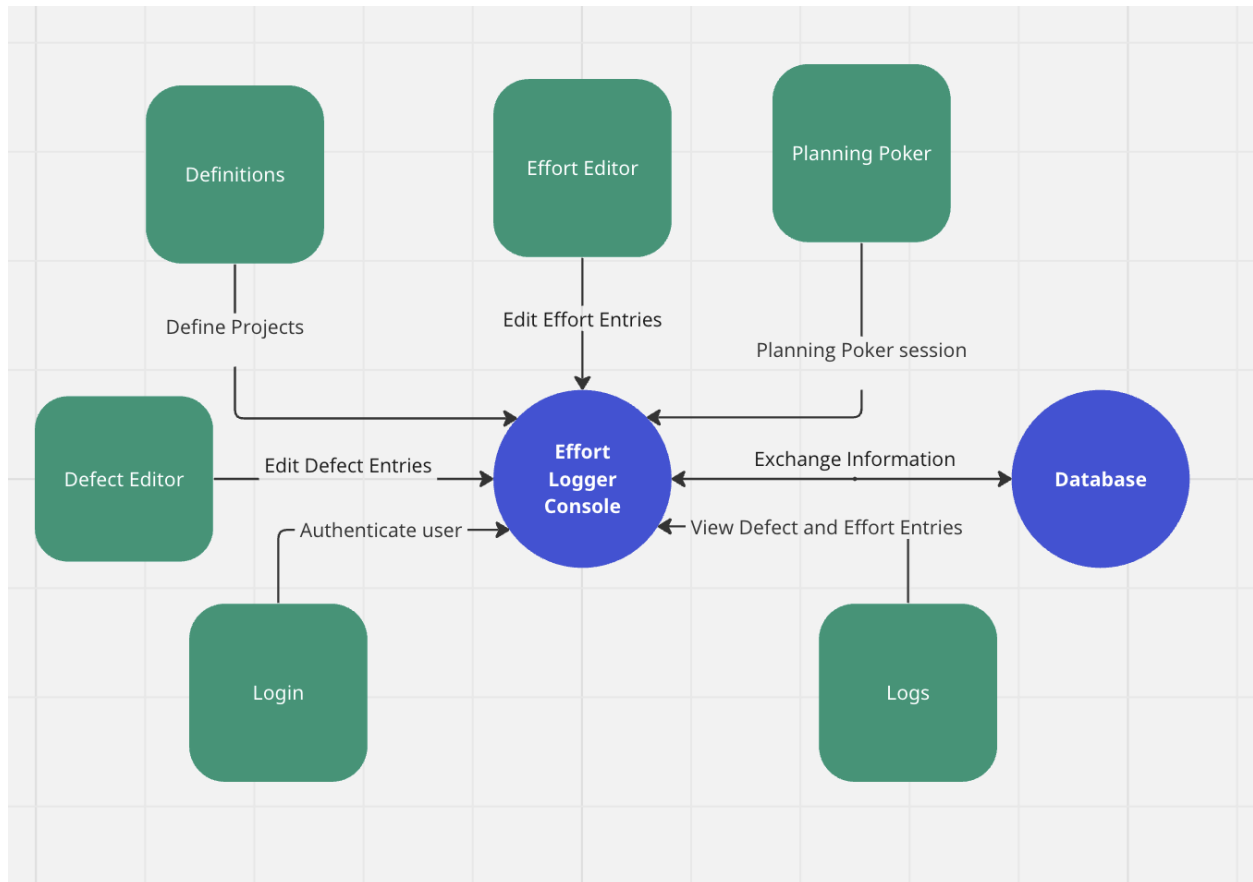 Planning Poker
Effort Editor
Definitions
Edit Effort Entries
Define Projects
Planning Poker session
Effort
Logger
Console
Exchange Information
Edit Defect Entries
Defect Editor
Database
View Defect and Effort Entries
Authenticate user
Login
Logs